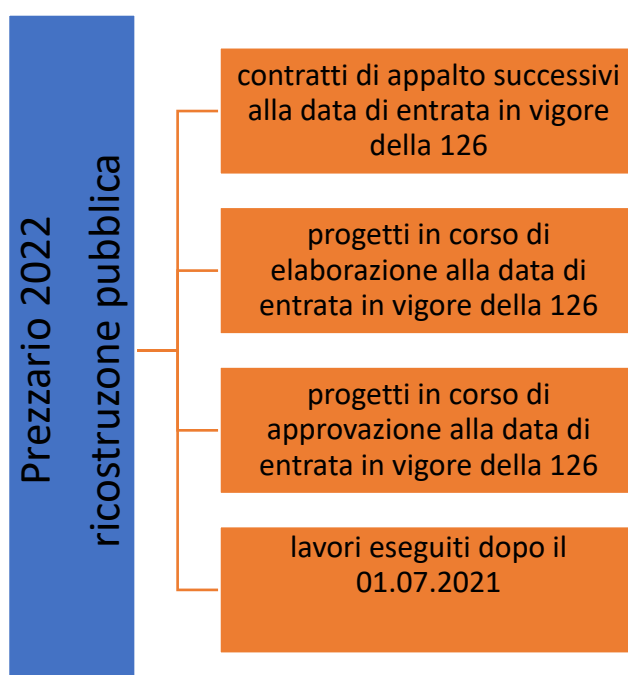 Prezzario 2022
ricostruzone pubblica
contratti di appalto successivi
alla data di entrata in vigore
della 126
progetti in corso di
elaborazione alla data di
entrata in vigore della 126
progetti in corso di
approvazione alla data di
entrata in vigore della 126
lavori eseguiti dopo il
01.07.2021